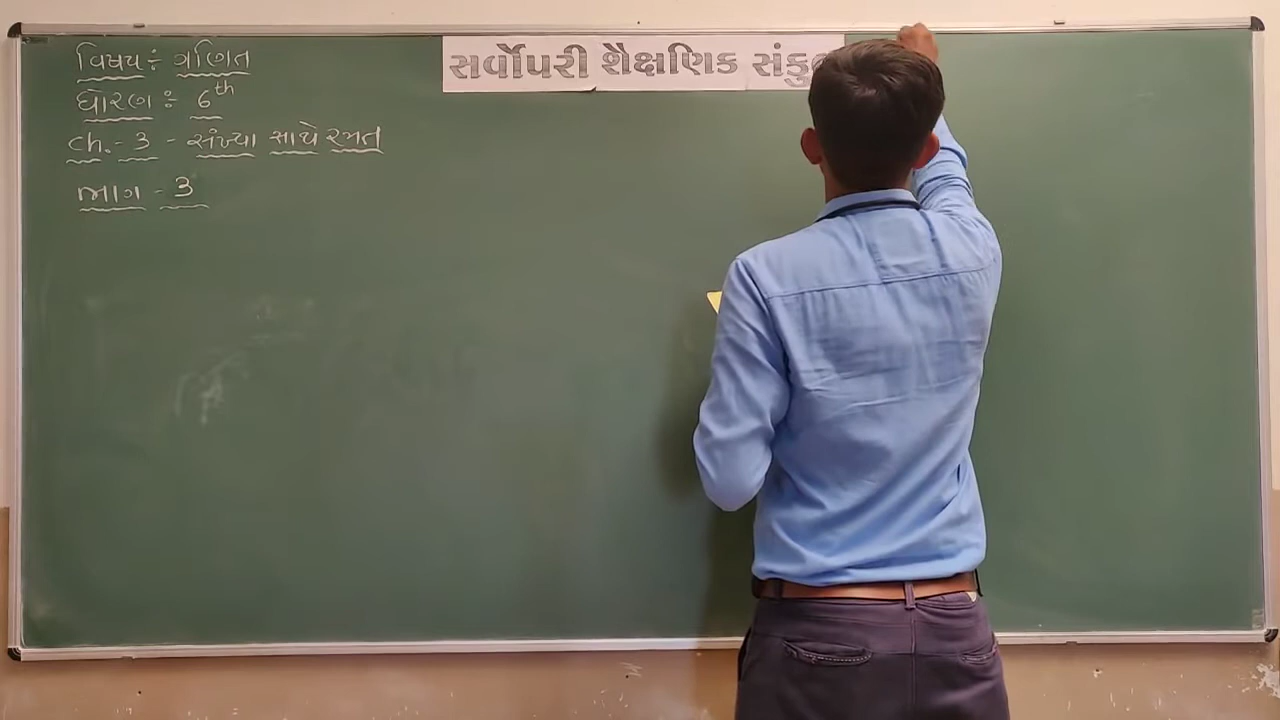 વિષય ÷ ગણિત
સર્વોપરી શૈક્ષણિક
ધોરણ ÷ 6th
ch.- 3 - સંખ્યા સાથે રમત
ભાગ - 3